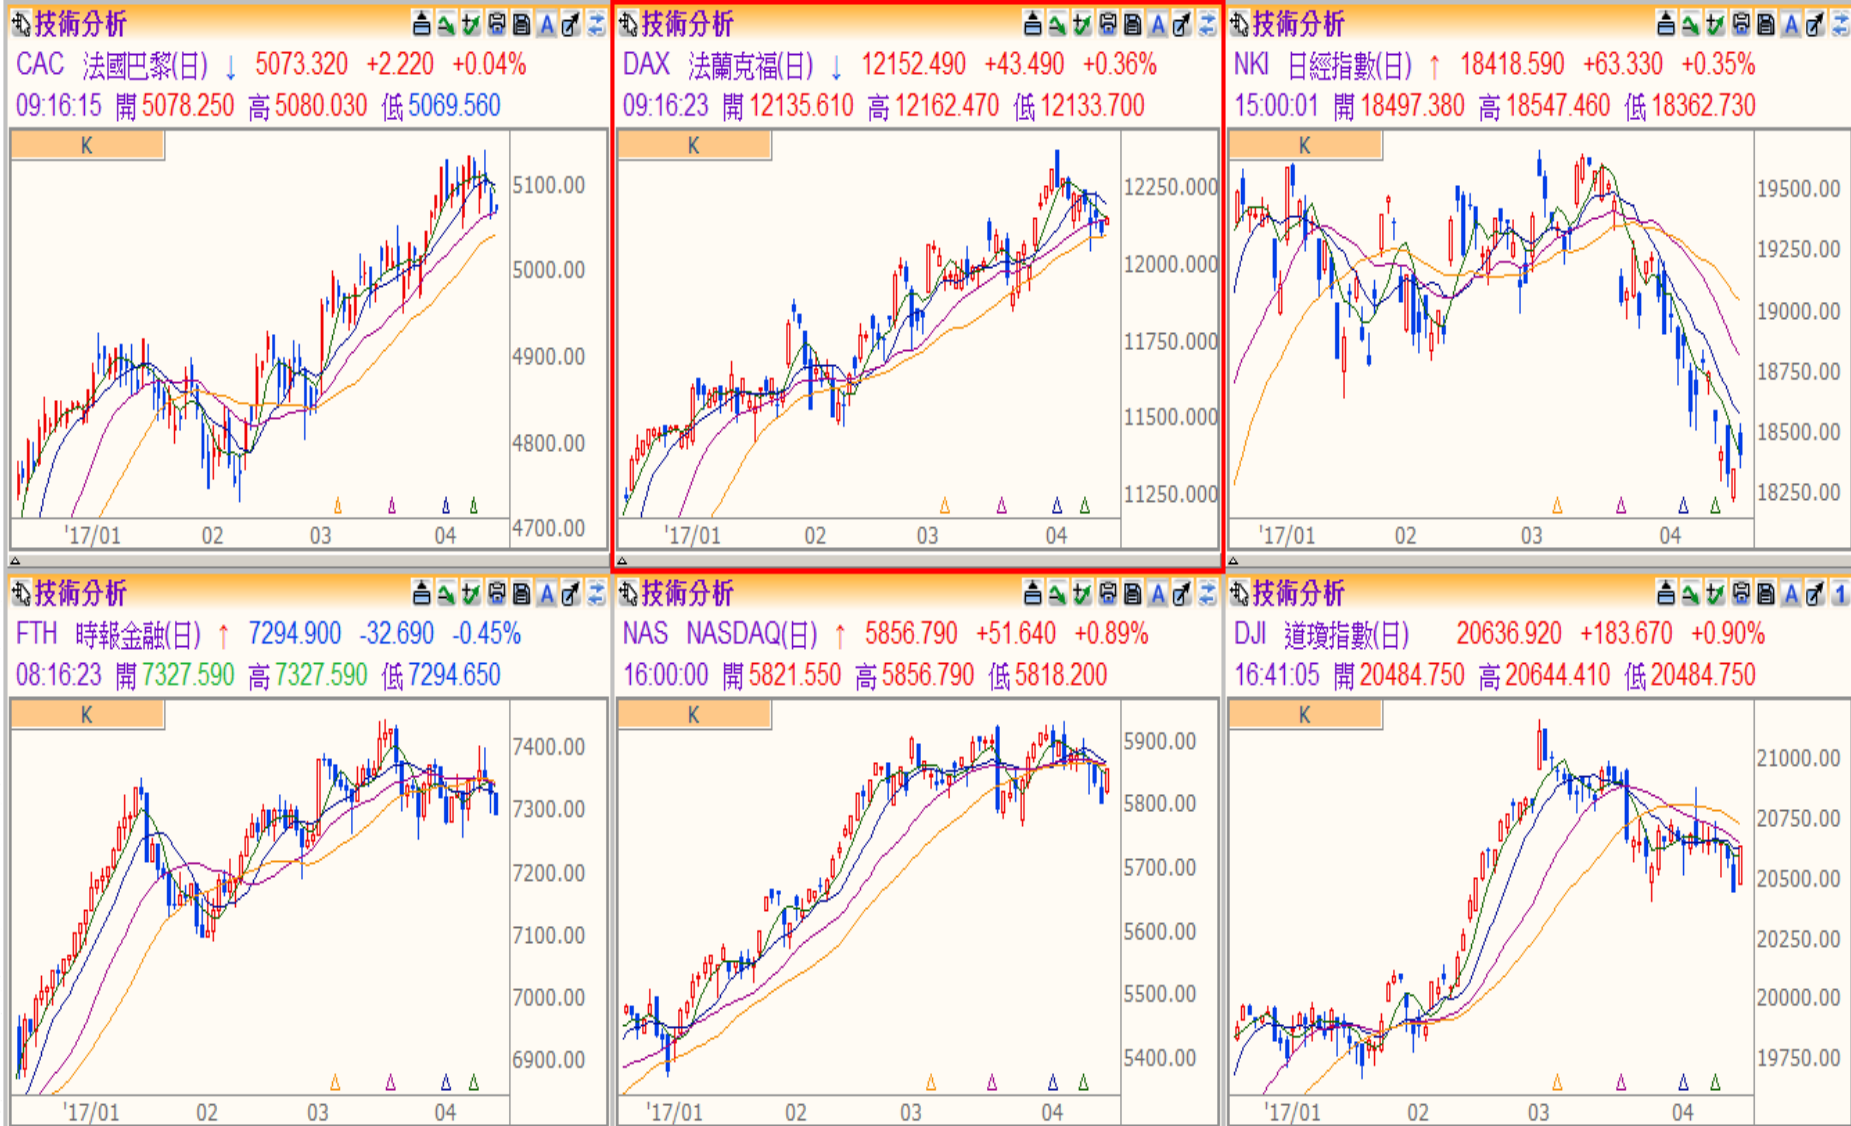 技術分析
CAC 法國巴黎(日) ↓ 5073.320 +2.220 +0.04%
09:16:15 開 5078.250 高 5080.030 低 5069.560
K
5100.00
5000.00
4900.00
4800.00
4700.00
'17/01 02 03 04
技術分析
DAX 法蘭克福(日) ↓ 12152.490 +43.490 +0.36%
09:16:23 開 12135.610 高 12162.470 低 12133.700
K
12250.000
12000.000
11750.000
11500.000
11250.000
'17/01 02 03 04
技術分析
NKI 日經指數(日) ↑ 18418.590 +63.330 +0.35%
15:00:01 開 18497.380 高 18547.460 低 18362.730
K
19500.00
19250.00
19000.00
18750.00
18500.00
18250.00
'17/01 02 03 04
技術分析
FTH 時報金融(日) ↑ 7294.900 -32.690 -0.45%
08:16:23 開 7327.590 高 7327.590 低 7294.650
K
7400.00
7300.00
7200.00
7100.00
7000.00
6900.00
'17/01 02 03 04
技術分析
NAS NASDAQ(日) ↑ 5856.790 +51.640 +0.89%
16:00:00 開 5821.550 高 5856.790 低 5818.200
K
5900.00
5800.00
5700.00
5600.00
5500.00
5400.00
'17/01 02 03 04
技術分析
DJI 道瓊指數(日) 20636.920 +183.670 +0.90%
16:41:05 開 20484.750 高 20644.410 低 20484.750
K
21000.00
20750.00
20500.00
20250.00
20000.00
19750.00
'17/01 02 03 04